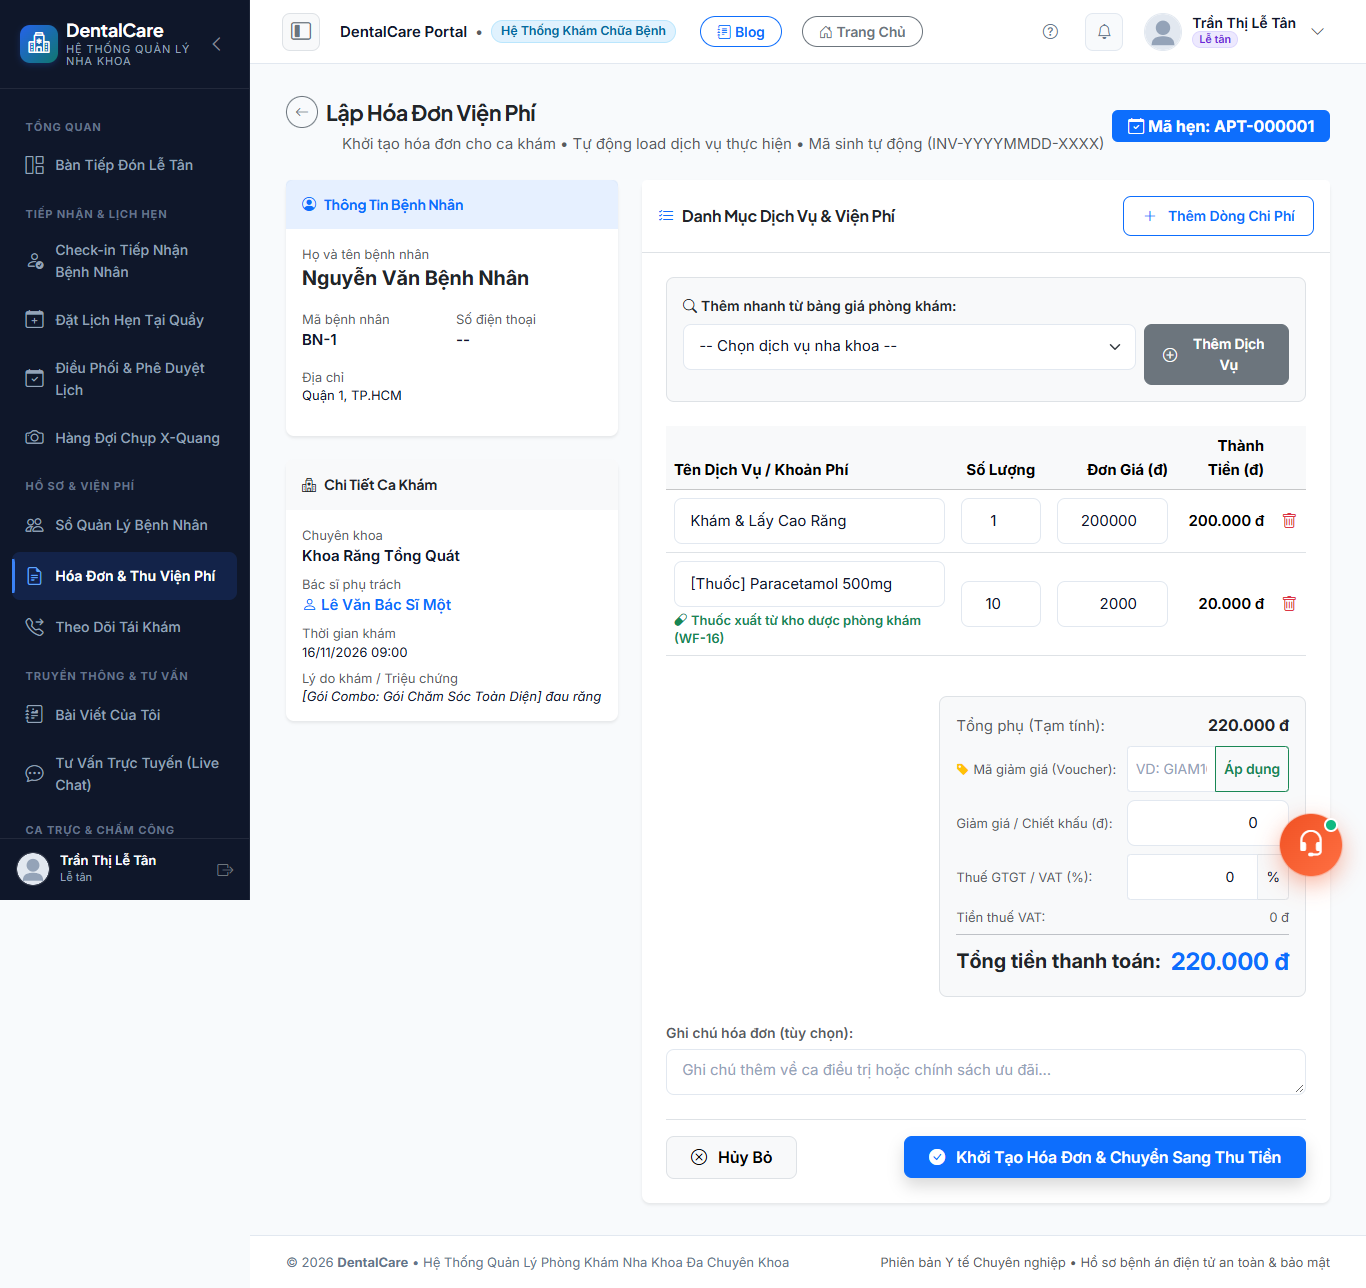 DentalCare
HỆ THỐNG QUẢN LÝ
NHA KHOA
TỔNG QUAN
Bàn Tiếp Đón Lễ Tân
TIẾP NHẬN & LỊCH HẸN
Check-in Tiếp Nhận
Bệnh Nhân
Đặt Lịch Hẹn Tại Quầy
Điều Phối & Phê Duyệt
Lịch
Hàng Đợi Chụp X-Quang
HỒ SƠ & VIỆN PHÍ
Sổ Quản Lý Bệnh Nhân
Hóa Đơn & Thu Viện Phí
Theo Dõi Tái Khám
TRUYỀN THÔNG & TƯ VẤN
Bài Viết Của Tôi
Tư Vấn Trực Tuyến (Live
Chat)
CA TRỰC & CHẤM CÔNG
Trần Thị Lễ Tân
Lễ tân
DentalCare Portal • Hệ Thống Khám Chữa Bệnh
Blog
Trang Chủ
Trần Thị Lễ Tân
Lễ tân
Lập Hóa Đơn Viện Phí
Khởi tạo hóa đơn cho ca khám • Tự động load dịch vụ thực hiện • Mã sinh tự động (INV-YYYYMMDD-XXXX)
Mã hẹn: APT-000001
Thông Tin Bệnh Nhân
Họ và tên bệnh nhân
Nguyễn Văn Bệnh Nhân
Mã bệnh nhân Số điện thoại
BN-1 --
Địa chỉ
Quận 1, TP.HCM
Chi Tiết Ca Khám
Chuyên khoa
Khoa Răng Tổng Quát
Bác sĩ phụ trách
Lê Văn Bác Sĩ Một
Thời gian khám
16/11/2026 09:00
Lý do khám / Triệu chứng
[Gói Combo: Gói Chăm Sóc Toàn Diện] đau răng
Danh Mục Dịch Vụ & Viện Phí
Thêm Dòng Chi Phí
Thêm nhanh từ bảng giá phòng khám:
-- Chọn dịch vụ nha khoa --
Thêm Dịch
Vụ
Tên Dịch Vụ / Khoản Phí Số Lượng Đơn Giá (đ) Thành
Tiền (đ)
Khám & Lấy Cao Răng 1 200000 200.000 đ
[Thuốc] Paracetamol 500mg 10 2000 20.000 đ
Thuốc xuất từ kho dược phòng khám
(WF-16)
Tổng phụ (Tạm tính): 220.000 đ
Mã giảm giá (Voucher): VD: GIAM1 Áp dụng
Giảm giá / Chiết khấu (đ): 0
Thuế GTGT / VAT (%): 0 %
Tiền thuế VAT: 0 đ
Tổng tiền thanh toán: 220.000 đ
Ghi chú hóa đơn (tùy chọn):
Ghi chú thêm về ca điều trị hoặc chính sách ưu đãi...
Hủy Bỏ
Khởi Tạo Hóa Đơn & Chuyển Sang Thu Tiền
© 2026 DentalCare • Hệ Thống Quản Lý Phòng Khám Nha Khoa Đa Chuyên Khoa
Phiên bản Y tế Chuyên nghiệp • Hồ sơ bệnh án điện tử an toàn & bảo mật